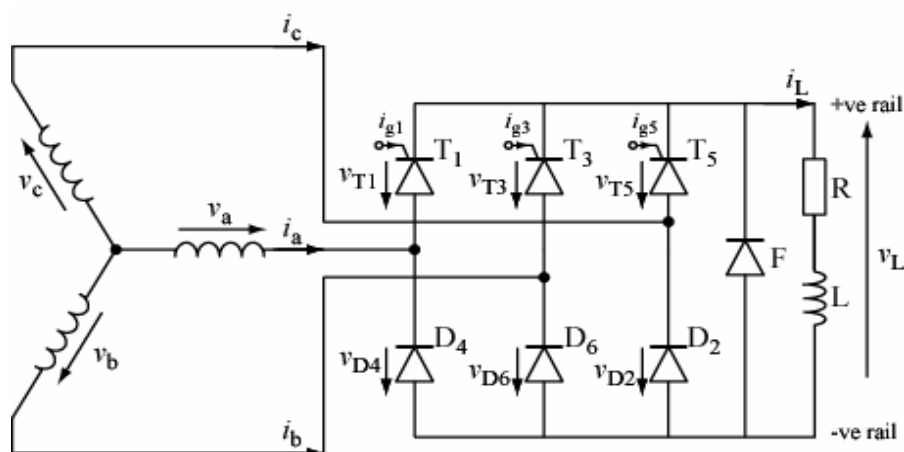 i_c
i_L
+ve rail
i_g1
i_g3
i_g5
T_1
T_3
T_5
v_T1
v_T3
v_T5
R
v_c
v_a
i_a
F
v_L
L
v_b
D_4
D_6
D_2
v_D4
v_D6
v_D2
i_b
-ve rail